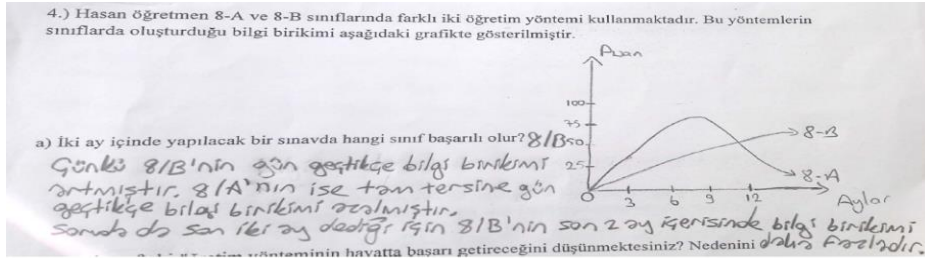 4.) Hasan öğretmen 8-A ve 8-B sınıflarında farklı iki öğretim yöntemi kullanmaktadır. Bu yöntemlerin
sınıflarda oluşturduğu bilgi birikimi aşağıdaki grafikte gösterilmiştir.
Puan
100
75
50
25
0
3
6
9
12
8-B
8-A
Aylar
a) İki ay içinde yapılacak bir sınavda hangi sınıf başarılı olur? 8/B
Çünkü 8/B'nin gün geçtikçe bilgi birikimi
artmıştır. 8/A'nın ise tam tersine gün
geçtikçe bilgi birikimi azalmıştır.
Soruda da son iki ay dediği için 8/B'nin son 2 ay içerisinde bilgi birikimi
daha fazladır.
yönteminin hayatta başarı getireceğini düşünmektesiniz? Nedenini